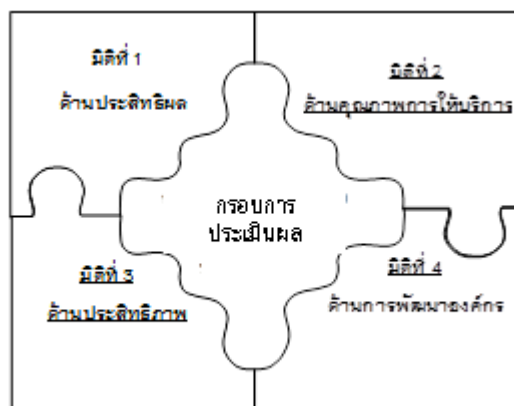 มิติที่ 1
ด้านประสิทธิผล
มิติที่ 2
ด้านคุณภาพการให้บริการ
กรอบการ
ประเมินผล
มิติที่ 3
ด้านประสิทธิภาพ
มิติที่ 4
ด้านการพัฒนาองค์กร